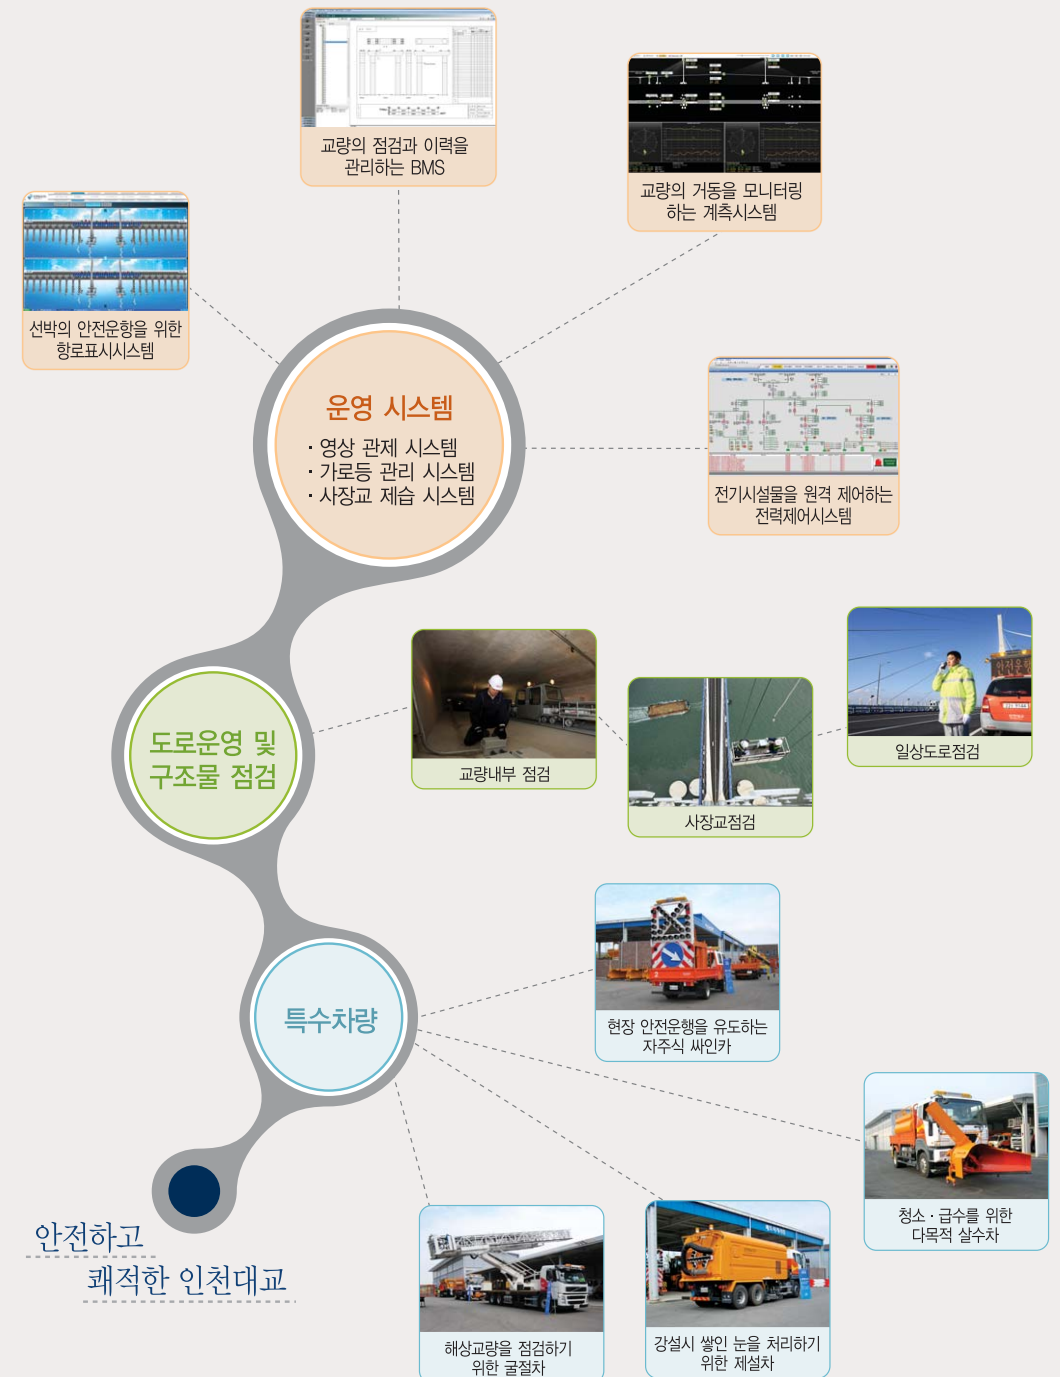 교량의 점검과 이력을
관리하는 BMS
교량의 거동을 모니터링
하는 계측시스템
선박의 안전운항을 위한
항로표시시스템
운영 시스템
· 영상 관제 시스템
· 가로등 관리 시스템
· 사장교 제습 시스템
전기시설물을 원격 제어하는
전력제어시스템
도로운영 및
구조물 점검
교량내부 점검
사장교점검
안전운행
일상도로점검
특수차량
현장 안전운행을 유도하는
자주식 싸인카
청소 · 급수를 위한
다목적 살수차
해상교량을 점검하기
위한 굴절차
강설시 쌓인 눈을 처리하기
위한 제설차
안전하고
쾌적한 인천대교